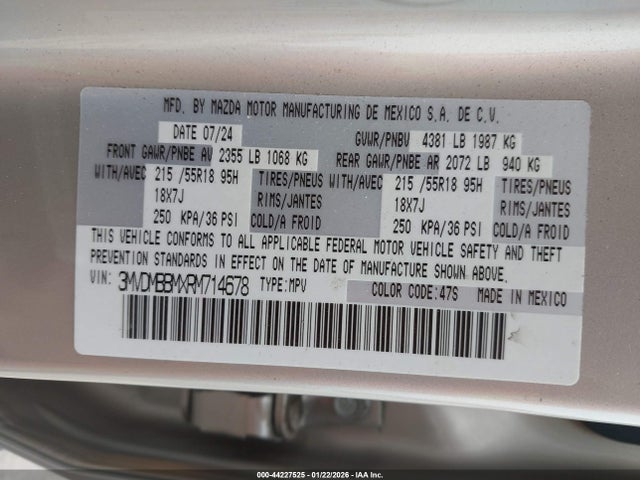 MFD. BY MAZDA MOTOR MANUFACTURING DE MEXICO S.A. DE C.V.
DATE 07/24 GVWR/PNBV 4381 LB 1987 KG
FRONT GAWR/PNBE AV 2355 LB 1068 KG REAR GAWR/PNBE AR 2072 LB 940 KG
WITH/AVEC 215 /55R18 95H TIRES/PNEUS WITH/AVEC 215 /55R18 95H TIRES/PNEUS
18X7J RIMS/JANTES 18X7J RIMS/JANTES
250 KPA/36 PSI COLD/A FROID 250 KPA/36 PSI COLD/A FROID
THIS VEHICLE CONFORMS TO ALL APPLICABLE FEDERAL MOTOR VEHICLE SAFETY AND THEFT
PREVENTION STANDARDS IN EFFECT ON THE DATE OF MANUFACTURE SHOWN ABOVE.
VIN: 3MVDMBBMXRM714678 TYPE:MPV COLOR CODE:47S MADE IN MEXICO
000-44227525 - 01/22/2026 - IAA Inc.